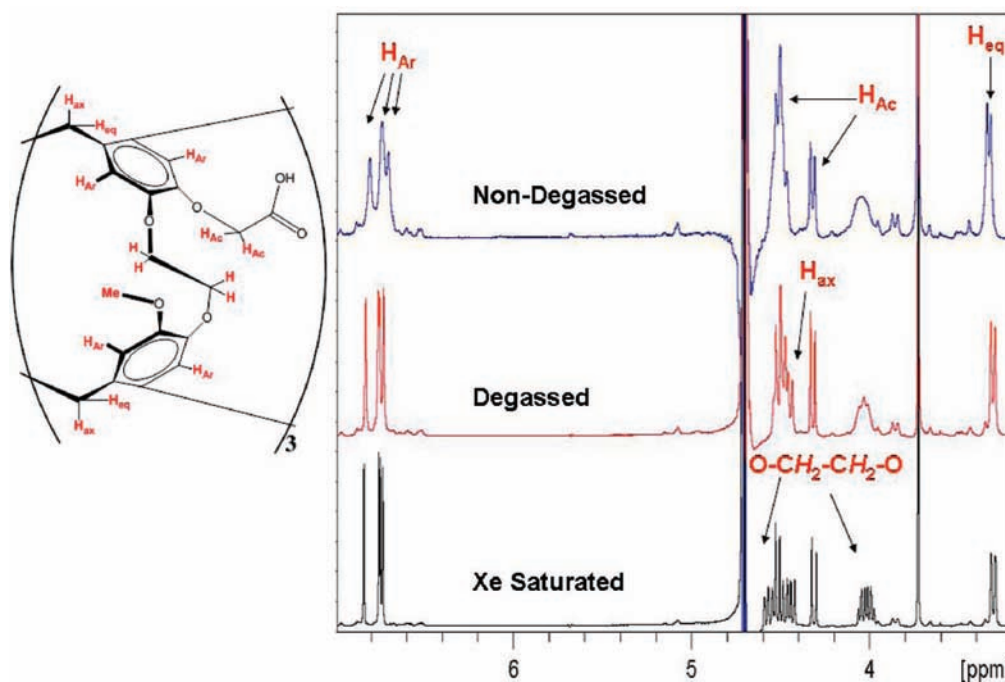 Hax
Heq
HAr
HAr
OH
O
O
O
HAc
HAc
H
H
H
Me
O
O
HAr
HAr
Heq
Hax
3
HAr
HAc
Heq
Non-Degassed
Hax
Degassed
O-CH2-CH2-O
Xe Saturated
6
5
4
[ppm